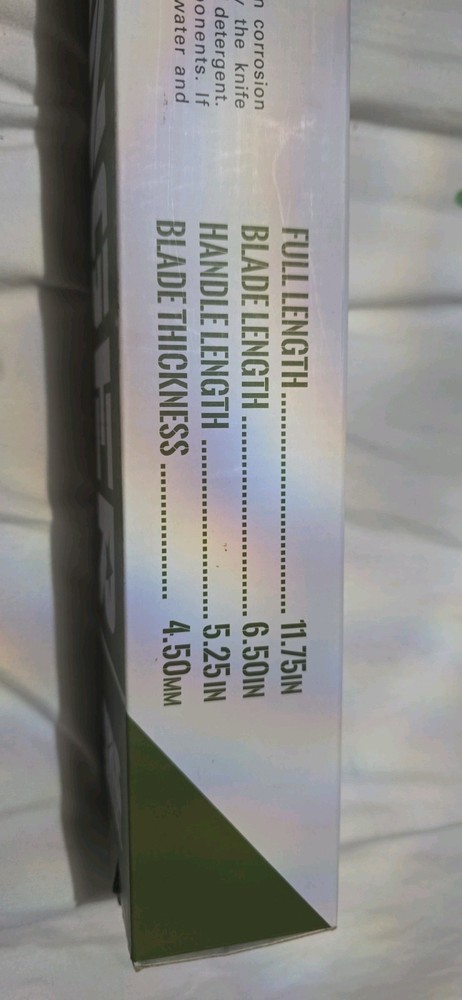 n corrosion
the knife
detergent.
ponents. If
water and
FULL LENGTH .............................. 11.75IN
BLADE LENGTH .......................... 6.50IN
HANDLE LENGTH ....................... 5.25IN
BLADE THICKNESS ................ 4.50MM